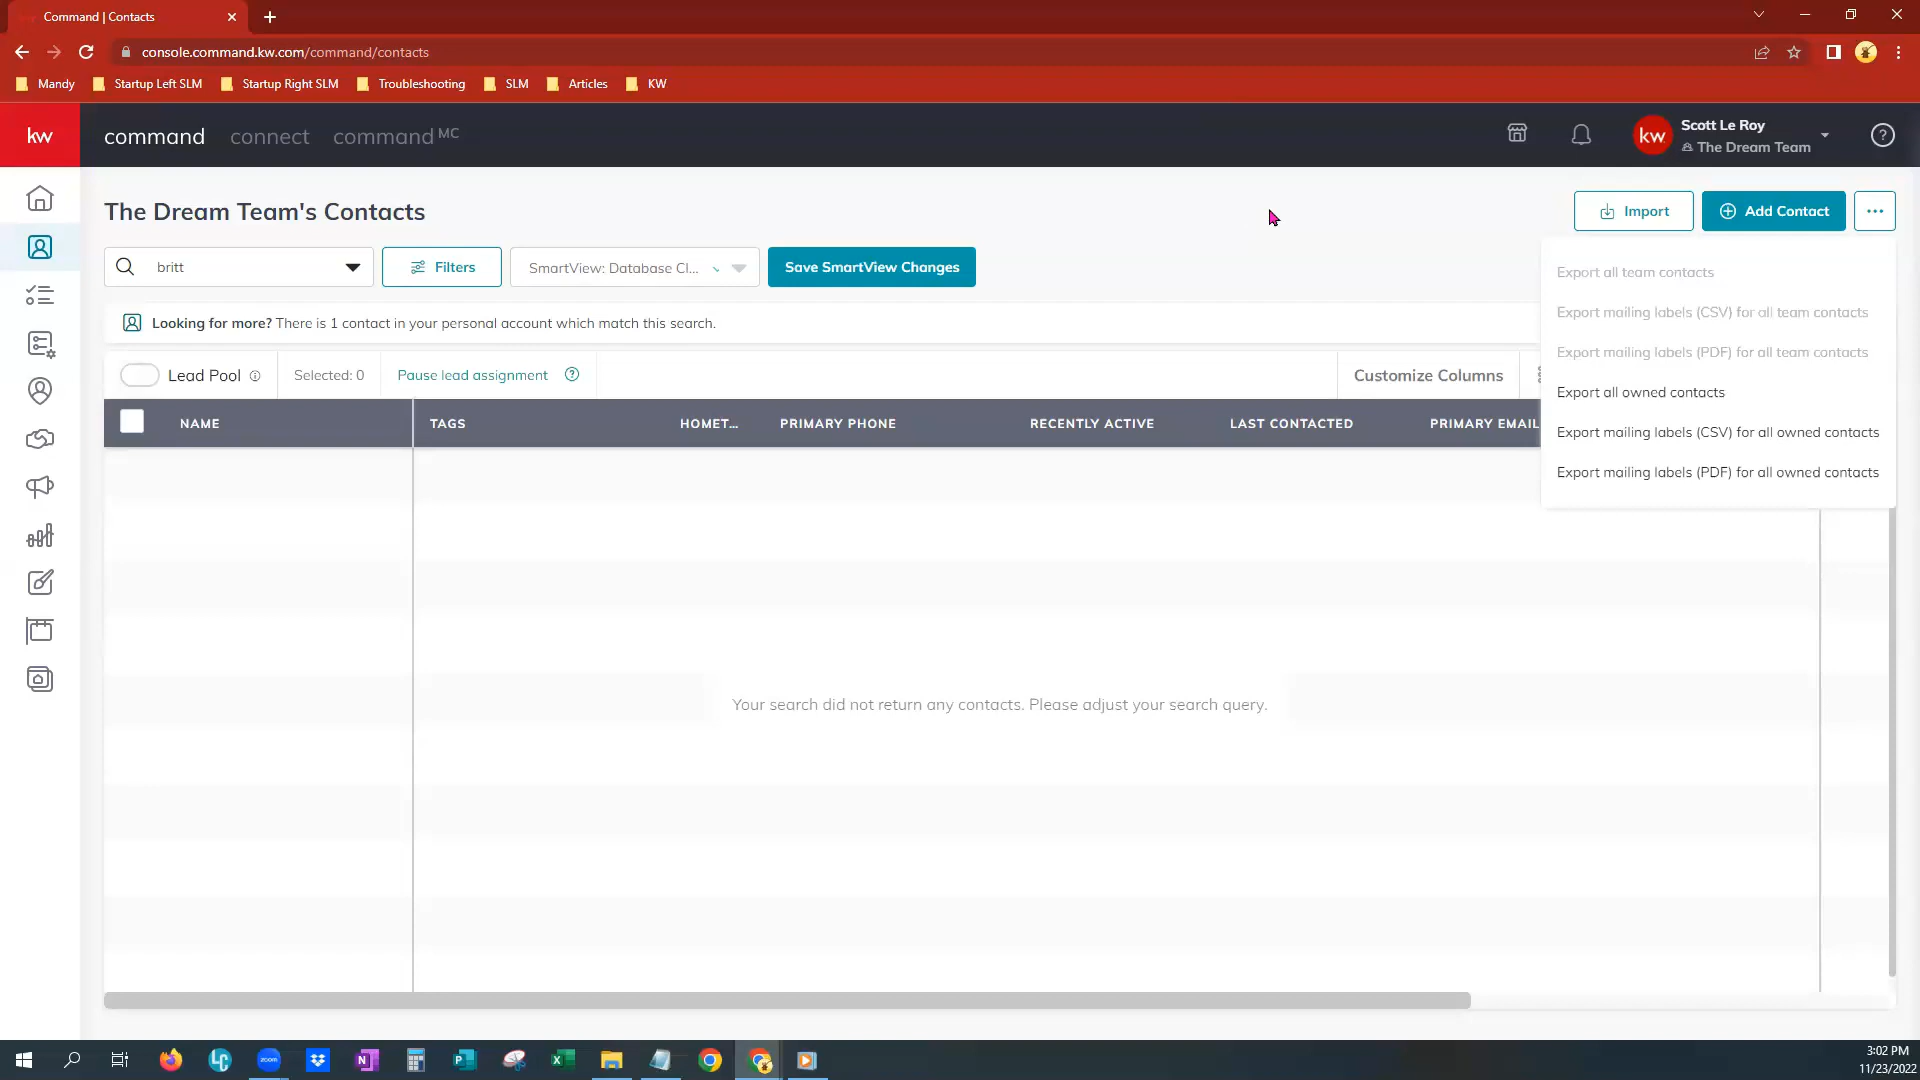 Command | Contacts
console.command.kw.com/command/contacts
Mandy Startup Left SLM Startup Right SLM Troubleshooting SLM Articles KW
kw command connect command MC
kw Scott Le Roy
The Dream Team
The Dream Team's Contacts
Import Add Contact
britt Filters SmartView: Database Cl... Save SmartView Changes
Looking for more? There is 1 contact in your personal account which match this search.
Lead Pool Selected: 0 Pause lead assignment Customize Columns
NAME TAGS HOMET... PRIMARY PHONE RECENTLY ACTIVE LAST CONTACTED PRIMARY EMAIL
Export all team contacts
Export mailing labels (CSV) for all team contacts
Export mailing labels (PDF) for all team contacts
Export all owned contacts
Export mailing labels (CSV) for all owned contacts
Export mailing labels (PDF) for all owned contacts
Your search did not return any contacts. Please adjust your search query.
LC zoom N P X
3:02 PM
11/23/2022